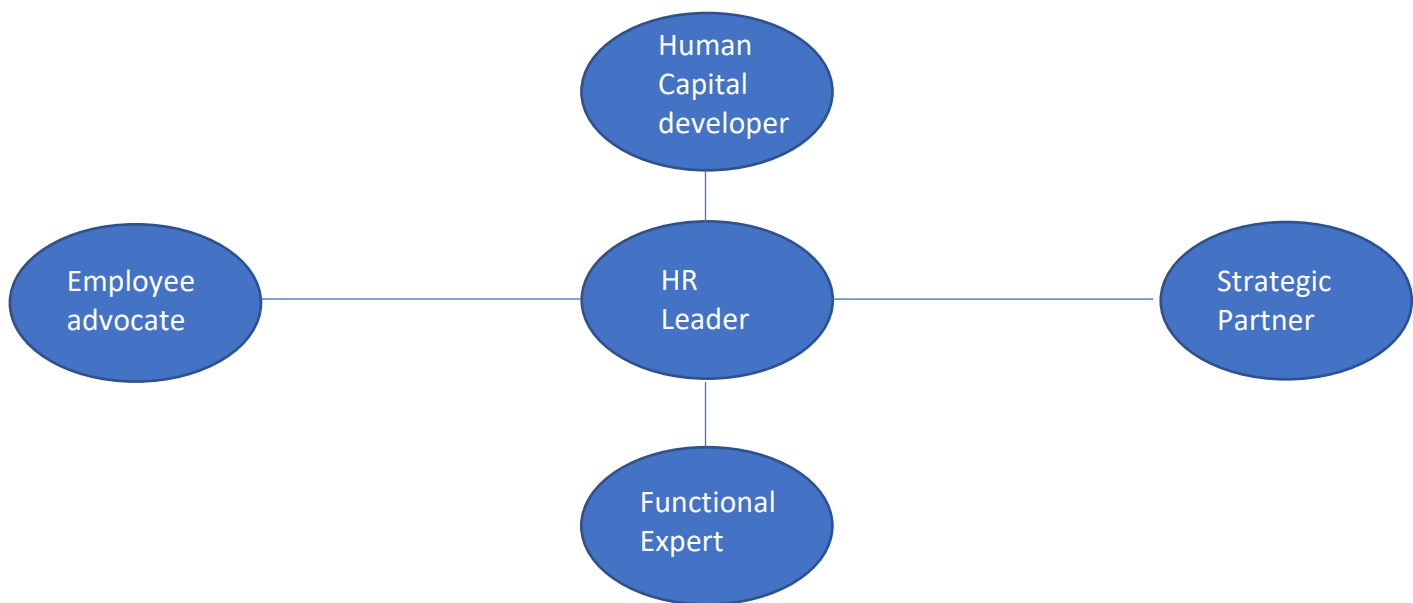 Human
Capital
developer
Employee
advocate
HR
Leader
Strategic
Partner
Functional
Expert